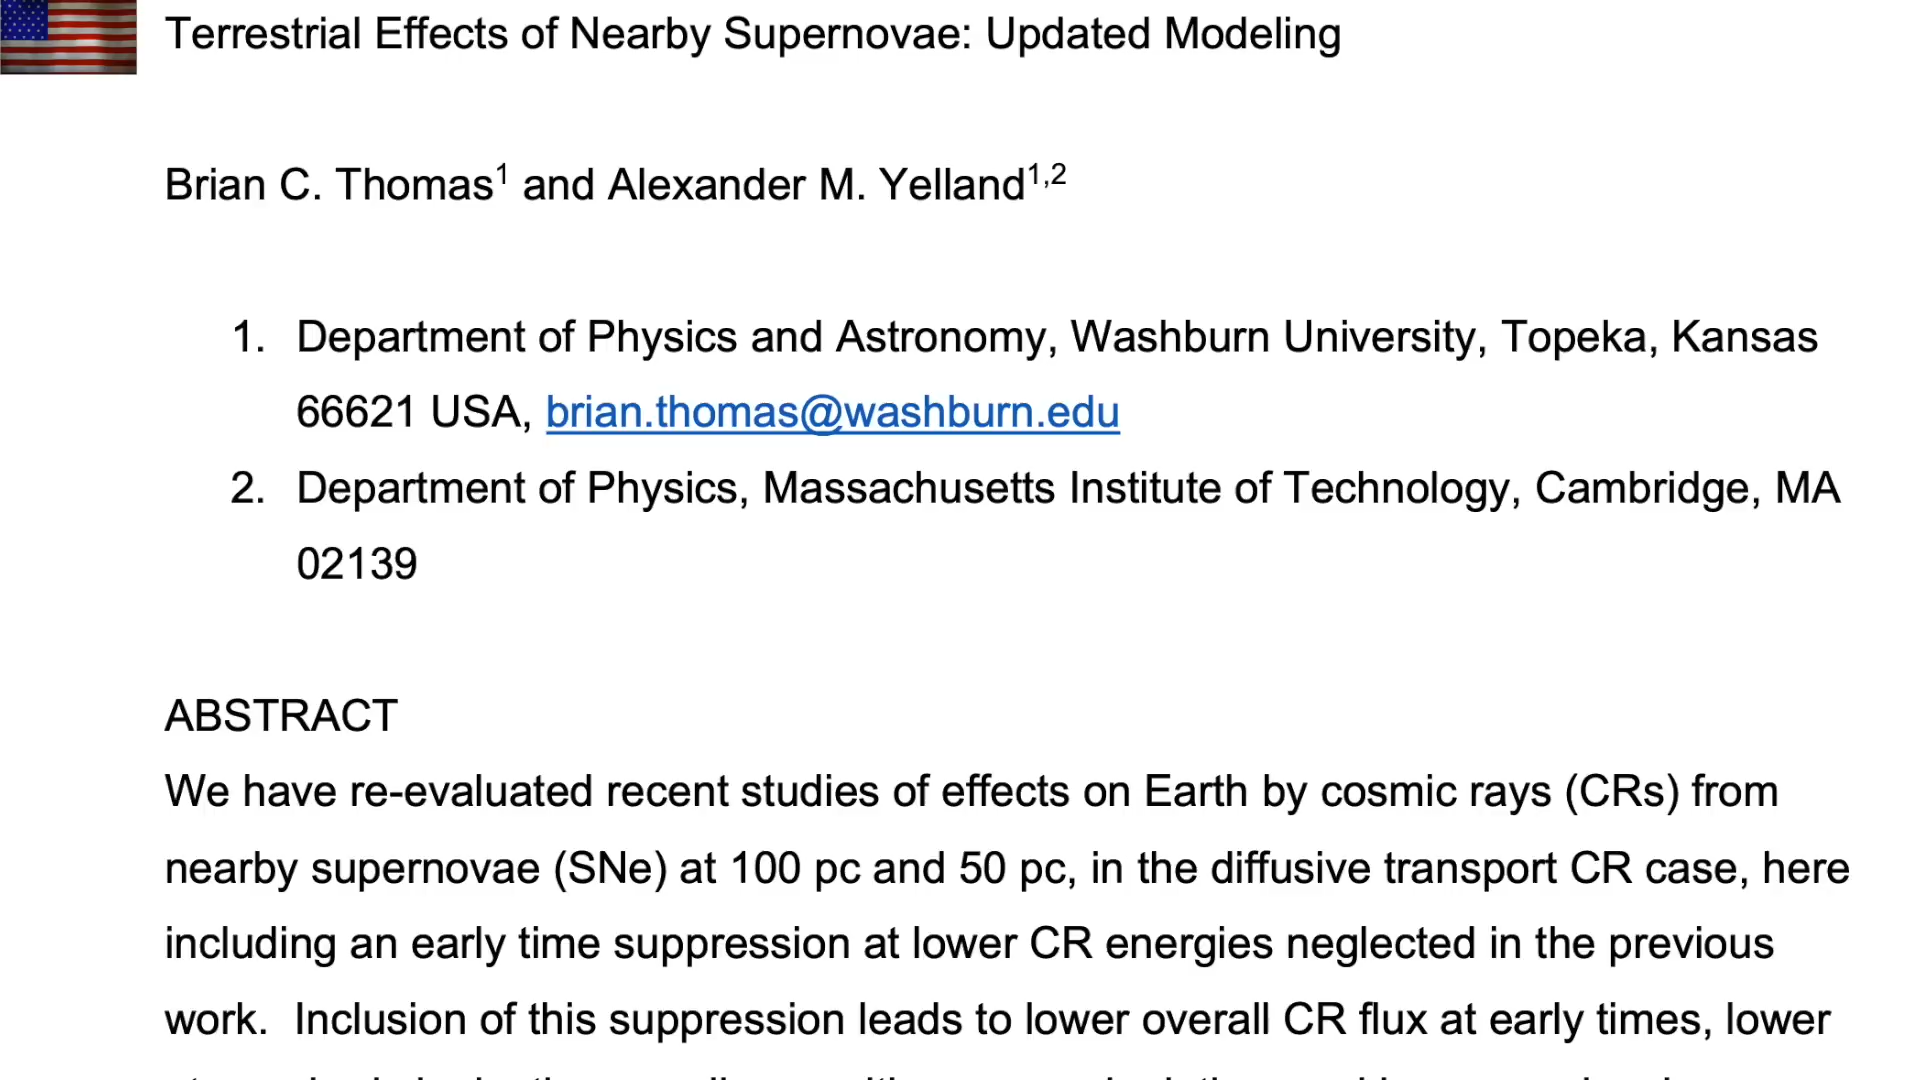 Terrestrial Effects of Nearby Supernovae: Updated Modeling
Brian C. Thomas¹ and Alexander M. Yelland¹,²
1. Department of Physics and Astronomy, Washburn University, Topeka, Kansas
66621 USA, brian.thomas@washburn.edu
2. Department of Physics, Massachusetts Institute of Technology, Cambridge, MA
02139
ABSTRACT
We have re-evaluated recent studies of effects on Earth by cosmic rays (CRs) from
nearby supernovae (SNe) at 100 pc and 50 pc, in the diffusive transport CR case, here
including an early time suppression at lower CR energies neglected in the previous
work.  Inclusion of this suppression leads to lower overall CR flux at early times, lower